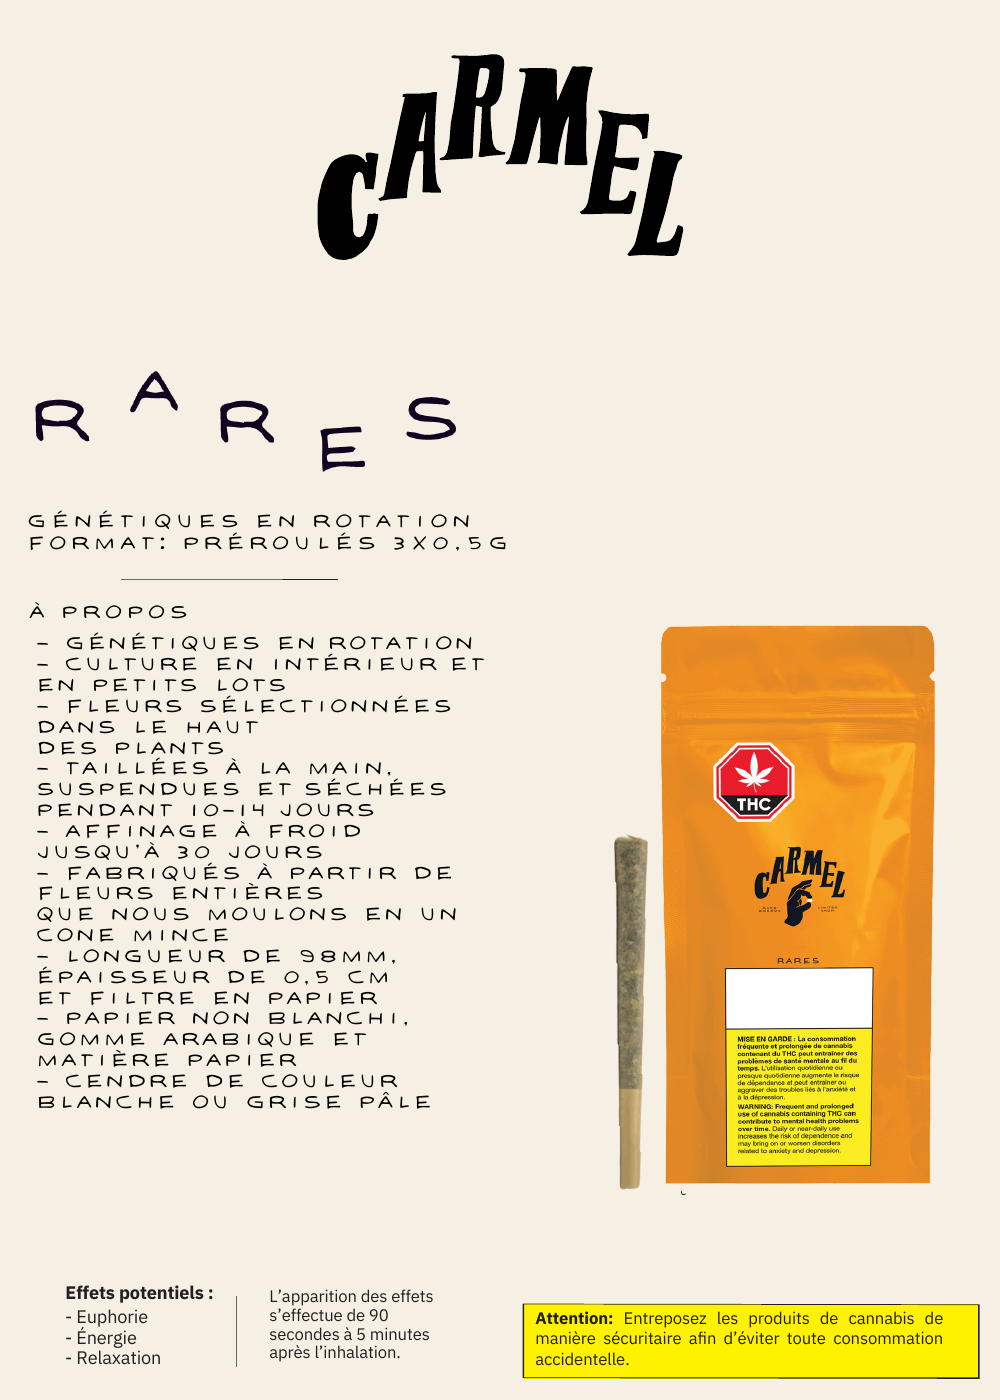 CARMEL
RARES
GÉNÉTIQUES EN ROTATION
FORMAT: PRÉROULÉS 3X0,5G
À PROPOS
- GÉNÉTIQUES EN ROTATION
- CULTURE EN INTÉRIEUR ET
EN PETITS LOTS
- FLEURS SÉLECTIONNÉES
DANS LE HAUT
DES PLANTS
- TAILLÉES À LA MAIN,
SUSPENDUES ET SÉCHÉES
PENDANT 10-14 JOURS
- AFFINAGE À FROID
JUSQU'À 30 JOURS
- FABRIQUÉS À PARTIR DE
FLEURS ENTIÈRES
QUE NOUS MOULONS EN UN
CONE MINCE
- LONGUEUR DE 98MM,
ÉPAISSEUR DE 0,5 CM
ET FILTRE EN PAPIER
- PAPIER NON BLANCHI,
GOMME ARABIQUE ET
MATIÈRE PAPIER
- CENDRE DE COULEUR
BLANCHE OU GRISE PÂLE
THC
CARMEL
RARES
MISE EN GARDE : La consommation
fréquente et prolongée de cannabis
contenant du THC peut entraîner des
problèmes de santé mentale au fil du
temps. L'utilisation quotidienne ou
presque quotidienne augmente le risque
de dépendance et peut entraîner ou
aggraver des troubles liés à l'anxiété et
à la dépression.
WARNING: Frequent and prolonged
use of cannabis containing THC can
contribute to mental health problems
over time. Daily or near-daily use
increases the risk of dependence and
may bring on or worsen disorders
related to anxiety and depression.
Effets potentiels :
- Euphorie
- Énergie
- Relaxation
L'apparition des effets
s'effectue de 90
secondes à 5 minutes
après l'inhalation.
Attention: Entreposez les produits de cannabis de
manière sécuritaire afin d'éviter toute consommation
accidentelle.